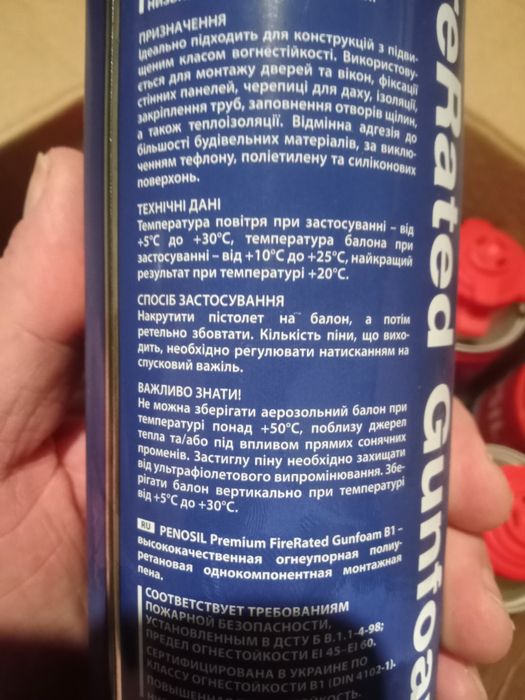 ПРИЗНАЧЕННЯ
Ідеально підходить для конструкцій з підви-
щеним класом вогнестійкості. Використову-
ється для монтажу дверей та вікон, фіксації
стінних панелей, черепиці для даху, ізоляції,
закріплення труб, заповнення отворів щілин,
а також теплоізоляції. Відмінна адгезія до
більшості будівельних матеріалів, за виклю-
ченням тефлону, поліетилену та силіконових
поверхонь.
ТЕХНІЧНІ ДАНІ
Температура повітря при застосуванні – від
+5°С до +30°С, температура балона при
застосуванні – від +10°С до +25°С, найкращий
результат при температурі +20°С.
СПОСІБ ЗАСТОСУВАННЯ
Накрутити пістолет на балон, а потім
ретельно збовтати. Кількість піни, що вихо-
дить, необхідно регулювати натисканням на
спусковий важіль.
ВАЖЛИВО ЗНАТИ!
Не можна зберігати аерозольний балон при
температурі понад +50°С, поблизу джерел
тепла та/або під впливом прямих сонячних
променів. Застиглу піну необхідно захищати
від ультрафіолетового випромінювання. Збе-
рігати балон вертикально при температурі
від +5°С до +30°С.
RU PENOSIL Premium FireRated Gunfoam B1 –
высококачественная огнеупорная полиу-
ретановая однокомпонентная монтажная
пена.
СООТВЕТСТВУЕТ ТРЕБОВАНИЯМ
ПОЖАРНОЙ БЕЗОПАСНОСТИ,
УСТАНОВЛЕННЫМ В ДСТУ Б В.1.1-4-98;
ПРЕДЕЛ ОГНЕСТОЙКОСТИ EI 45–EI 60.
СЕРТИФИЦИРОВАНА В УКРАИНЕ ПО
КЛАССУ ОГНЕСТОЙКОСТИ B1 (DIN 4102-1).
reRated Gunfoa